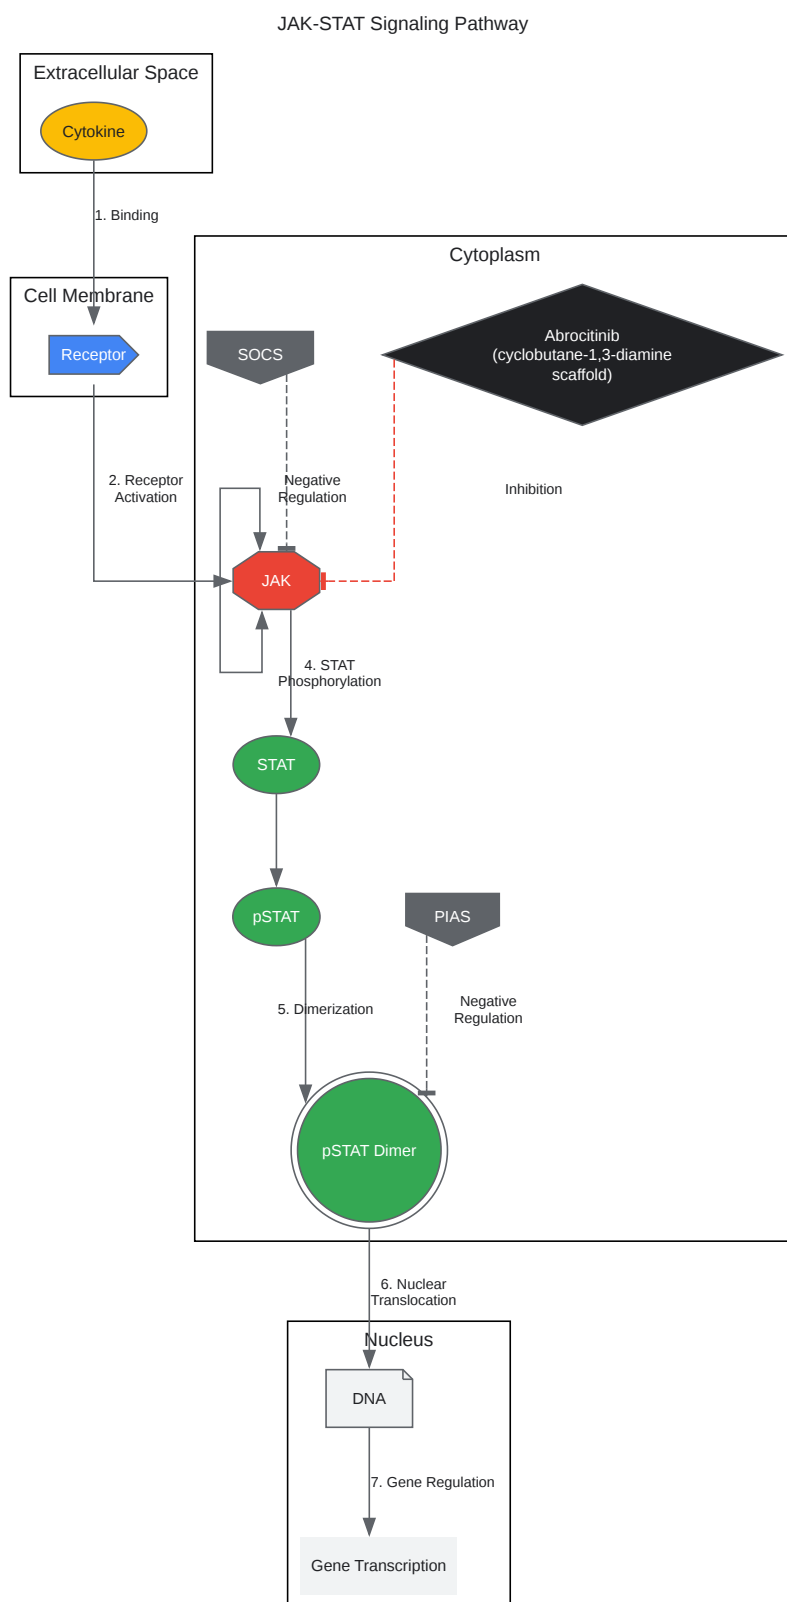 JAK-STAT Signaling Pathway
Extracellular Space
Cytokine
1. Binding
Cytoplasm
Cell Membrane
Receptor
SOCS
Abrocitinib
(cyclobutane-1,3-diamine
scaffold)
2. Receptor
Activation
Negative
Regulation
Inhibition
JAK
4. STAT
Phosphorylation
STAT
pSTAT
PIAS
5. Dimerization
Negative
Regulation
pSTAT Dimer
6. Nuclear
Translocation
Nucleus
DNA
7. Gene Regulation
Gene Transcription